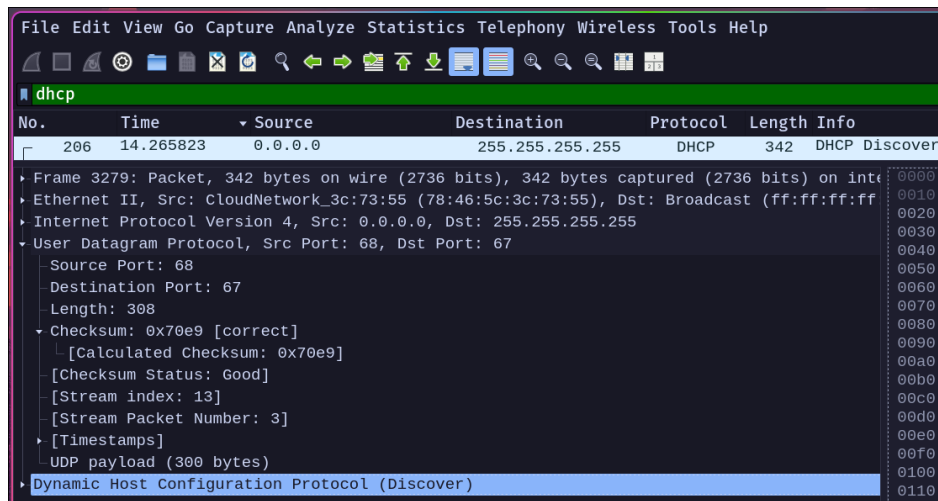 File Edit View Go Capture Analyze Statistics Telephony Wireless Tools Help
dhcp
No. Time Source Destination Protocol Length Info
206 14.265823 0.0.0.0 255.255.255.255 DHCP 342 DHCP Discover
Frame 3279: Packet, 342 bytes on wire (2736 bits), 342 bytes captured (2736 bits) on inte
0000
Ethernet II, Src: CloudNetwork_3c:73:55 (78:46:5c:3c:73:55), Dst: Broadcast (ff:ff:ff:ff
0010
Internet Protocol Version 4, Src: 0.0.0.0, Dst: 255.255.255.255
0020
0030
User Datagram Protocol, Src Port: 68, Dst Port: 67
0040
Source Port: 68
0050
Destination Port: 67
0060
Length: 308
0070
Checksum: 0x70e9 [correct]
0080
[Calculated Checksum: 0x70e9]
0090
[Checksum Status: Good]
00a0
[Stream index: 13]
00b0
00c0
[Stream Packet Number: 3]
00d0
[Timestamps]
00e0
UDP payload (300 bytes)
00f0
Dynamic Host Configuration Protocol (Discover)
0100
0110